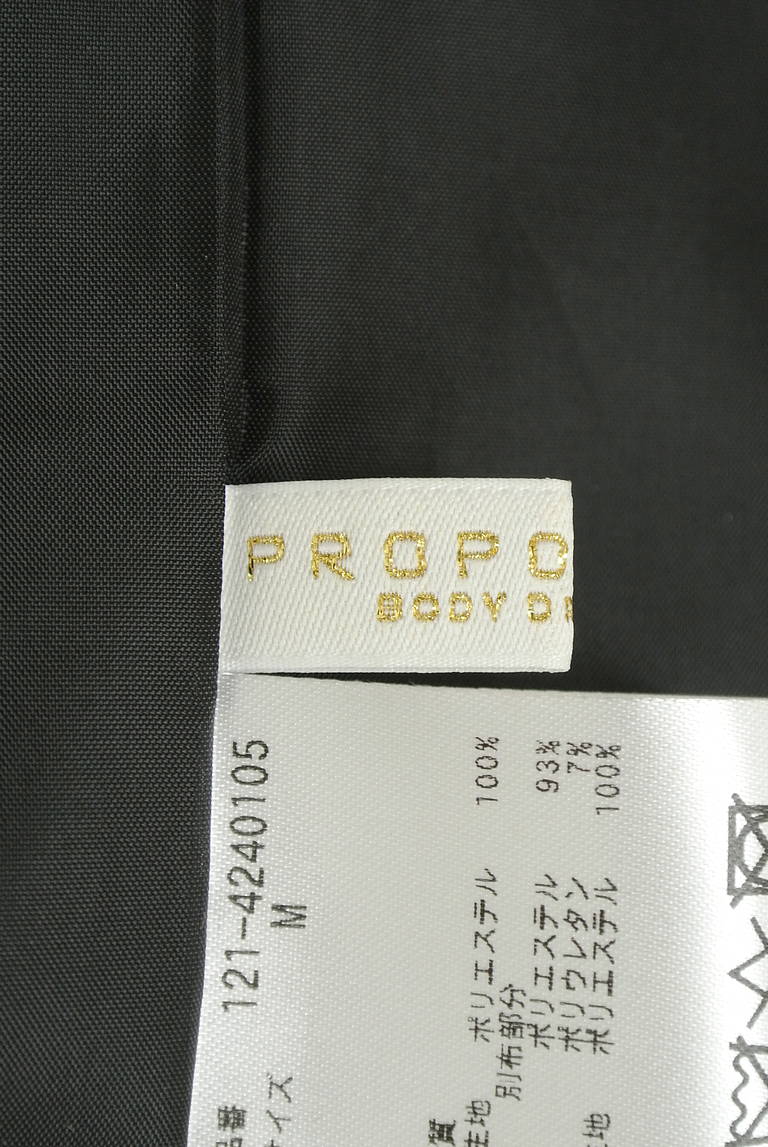 PROPO
BODY D
品番 121-4240105
サイズ M
質
生地 ポリエステル 100%
別布部分
ポリエステル 93%
ポリウレタン 7%
地 ポリエステル 100%